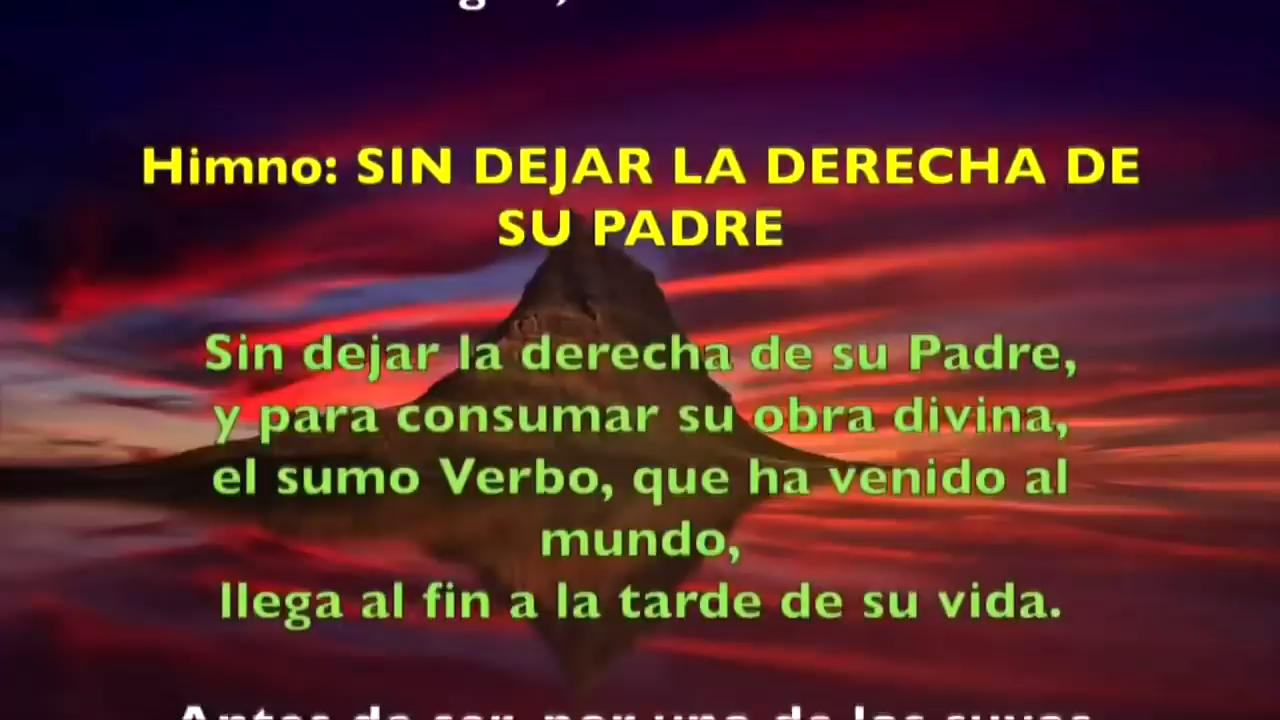 Himno: SIN DEJAR LA DERECHA DE
SU PADRE
Sin dejar la derecha de su Padre,
y para consumar su obra divina,
el sumo Verbo, que ha venido al
mundo,
llega al fin a la tarde de su vida.
Antes de ser, por uno de los suyos,